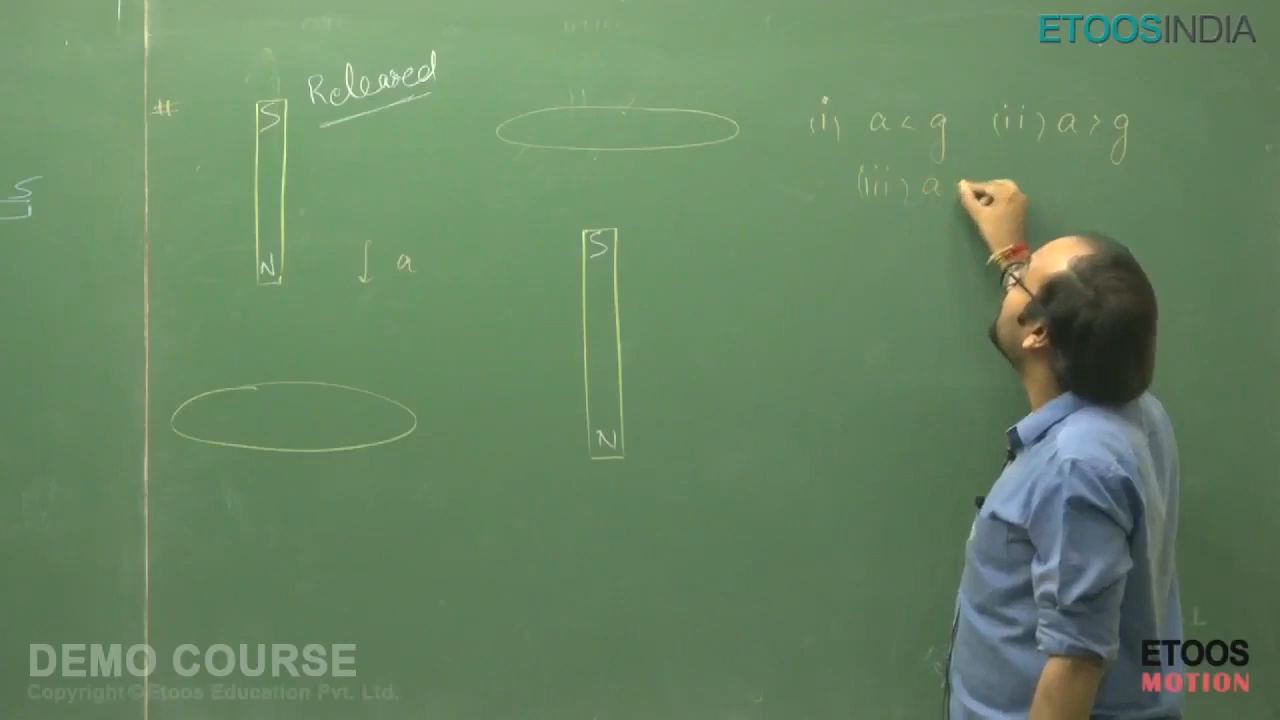 ETOOSINDIA
# Released
S
N
↓ a
S
N
(i) a < g (ii) a > g
(iii) a
S
DEMO COURSE
Copyright © Etoos Education Pvt. Ltd.
ETOOS
MOTION